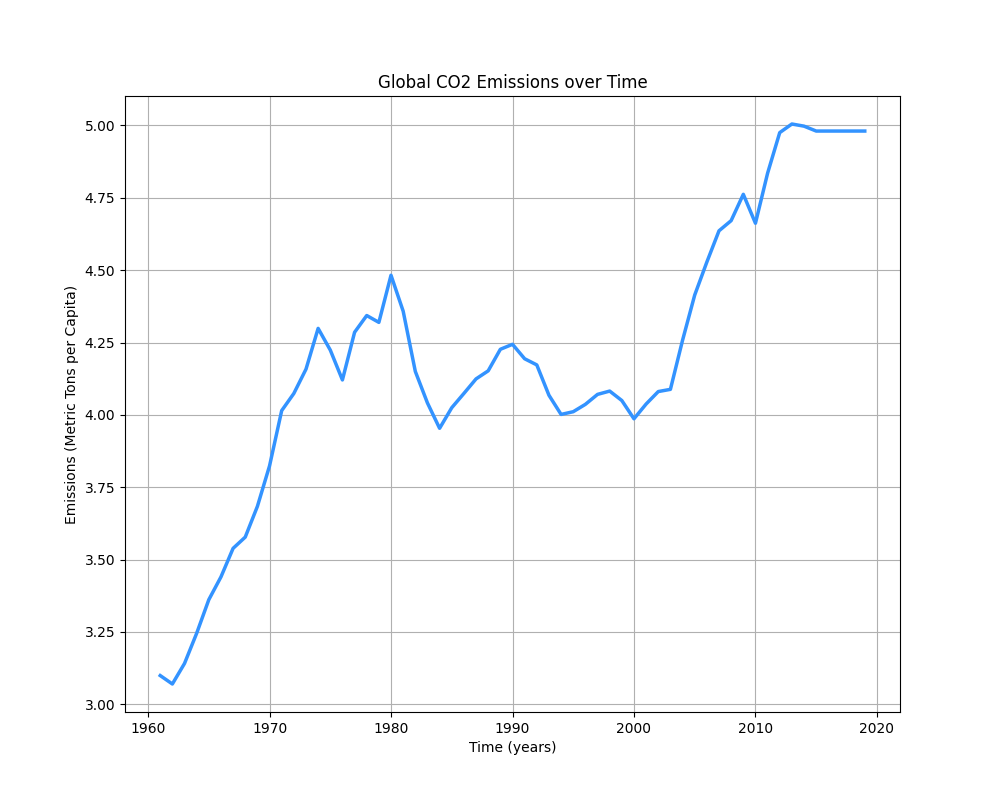 Global CO2 Emissions over Time
Emissions (Metric Tons per Capita)
5.00
4.75
4.50
4.25
4.00
3.75
3.50
3.25
3.00
1960 1970 1980 1990 2000 2010 2020
Time (years)